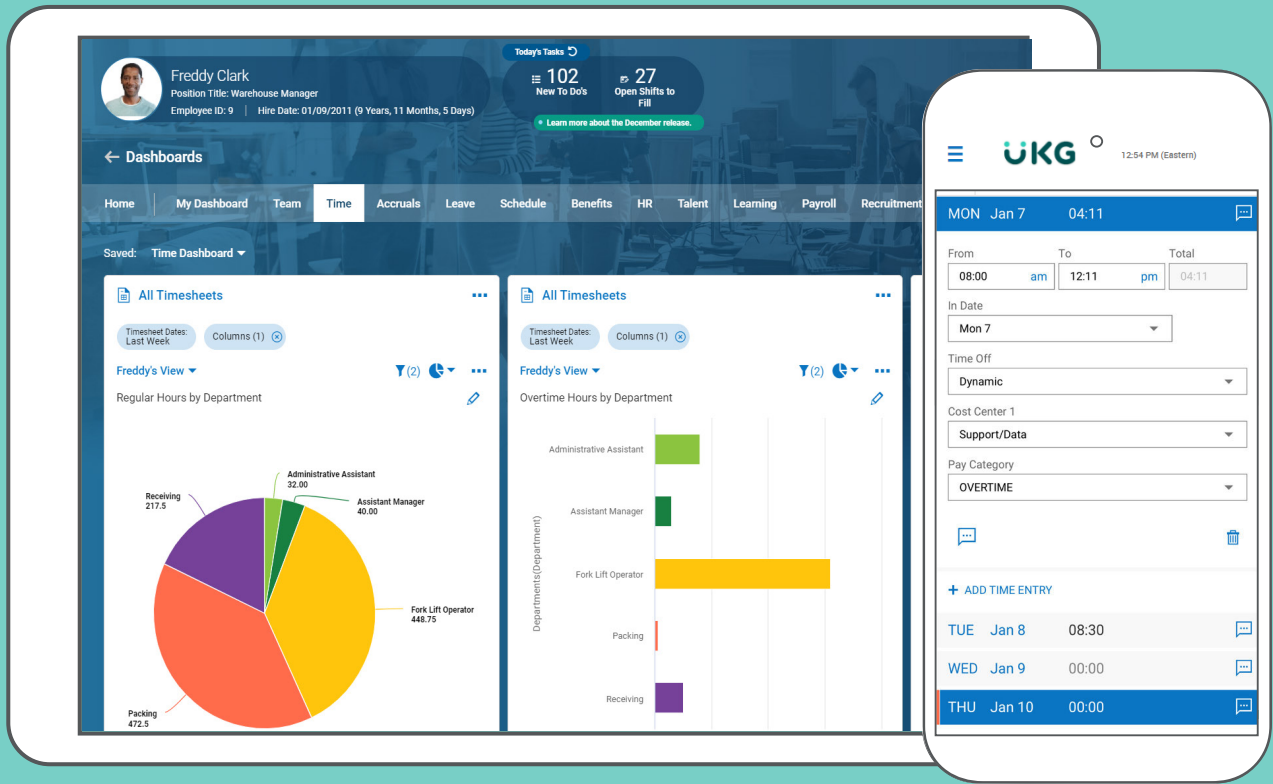 Today's Tasks
Freddy Clark
Position Title: Warehouse Manager
Employee ID: 9 | Hire Date: 01/09/2011 (9 Years, 11 Months, 5 Days)
102
New To Do's
27
Open Shifts to
Fill
Learn more about the December release.
Dashboards
Home My Dashboard Team Time Accruals Leave Schedule Benefits HR Talent Learning Payroll Recruitment
Saved: Time Dashboard
All Timesheets
Timesheet Dates:
Last Week
Columns (1)
Freddy's View
(2)
Regular Hours by Department
Administrative Assistant
32.00
Assistant Manager
40.00
Receiving
217.5
Fork Lift Operator
448.75
Packing
472.5
All Timesheets
Timesheet Dates:
Last Week
Columns (1)
Freddy's View
(2)
Overtime Hours by Department
Departments(Department)
Administrative Assistant
Assistant Manager
Fork Lift Operator
Packing
Receiving
UKG
12:54 PM (Eastern)
MON Jan 7 04:11
From To Total
08:00 am 12:11 pm 04:11
In Date
Mon 7
Time Off
Dynamic
Cost Center 1
Support/Data
Pay Category
OVERTIME
+ ADD TIME ENTRY
TUE Jan 8 08:30
WED Jan 9 00:00
THU Jan 10 00:00